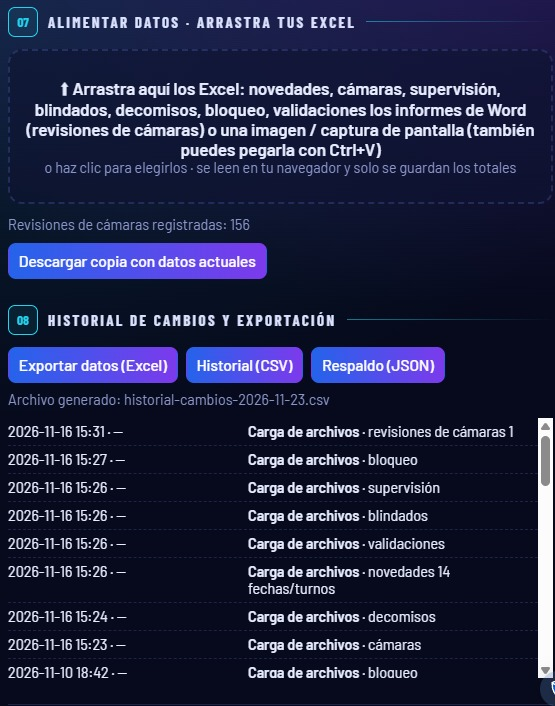 07 ALIMENTAR DATOS · ARRASTRA TUS EXCEL
⬆ Arrastra aquí los Excel: novedades, cámaras, supervisión,
blindados, decomisos, bloqueo, validaciones los informes de Word
(revisiones de cámaras) o una imagen / captura de pantalla (también
puedes pegarla con Ctrl+V)
o haz clic para elegirlos · se leen en tu navegador y solo se guardan los totales
Revisiones de cámaras registradas: 156
Descargar copia con datos actuales
08 HISTORIAL DE CAMBIOS Y EXPORTACIÓN
Exportar datos (Excel) Historial (CSV) Respaldo (JSON)
Archivo generado: historial-cambios-2026-11-23.csv
2026-11-16 15:31 · — Carga de archivos · revisiones de cámaras 1
2026-11-16 15:27 · — Carga de archivos · bloqueo
2026-11-16 15:26 · — Carga de archivos · supervisión
2026-11-16 15:26 · — Carga de archivos · blindados
2026-11-16 15:26 · — Carga de archivos · validaciones
2026-11-16 15:26 · — Carga de archivos · novedades 14
fechas/turnos
2026-11-16 15:24 · — Carga de archivos · decomisos
2026-11-16 15:23 · — Carga de archivos · cámaras
2026-11-10 18:42 · — Carga de archivos · bloqueo